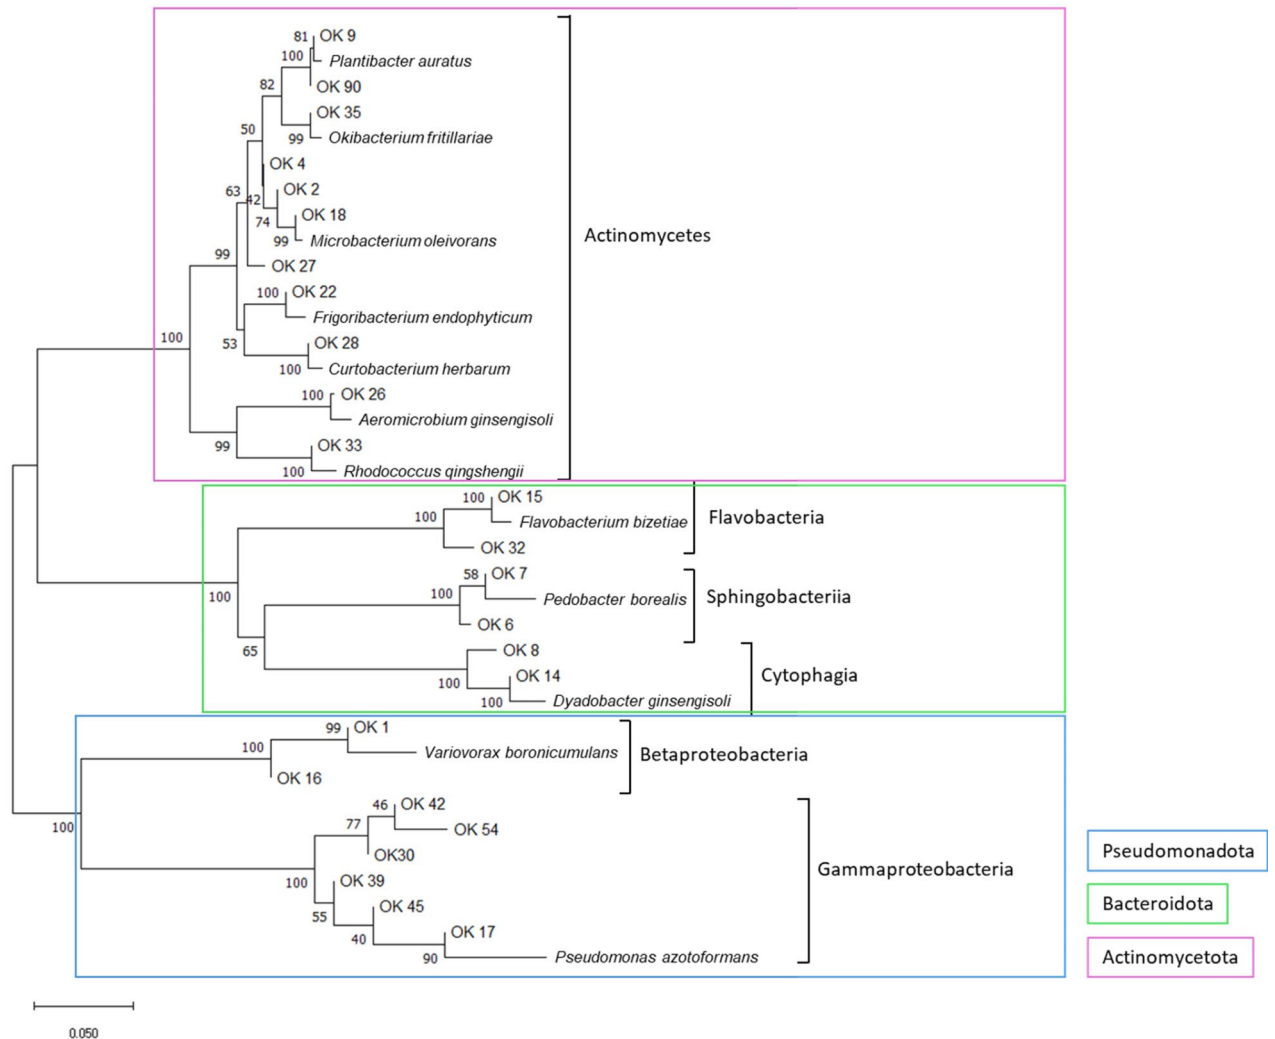 81 OK 9
100 Plantibacter auratus
82 OK 90
OK 35
50 99 Okibacterium fritillariae
OK 4
63 42 OK 2
74 OK 18
99 Microbacterium oleivorans
Actinomycetes
99 OK 27
100 OK 22
Frigoribacterium endophyticum
100 53 OK 28
100 Curtobacterium herbarum
100 OK 26
Aeromicrobium ginsengisoli
99 OK 33
100 Rhodococcus qingshengii
100 OK 15
100 Flavobacterium bizetiae
Flavobacteria
OK 32
58 OK 7
100 100 Pedobacter borealis
Sphingobacteriia
OK 6
65 OK 8
100 OK 14
100 Dyadobacter ginsengisoli
Cytophagia
99 OK 1
100 Variovorax boronicumulans
Betaproteobacteria
OK 16
46 OK 42
100 77 OK 54
OK30
Gammaproteobacteria
100 OK 39
55 OK 45
40 OK 17
90 Pseudomonas azotoformans
Pseudomonadota
Bacteroidota
Actinomycetota
0.050